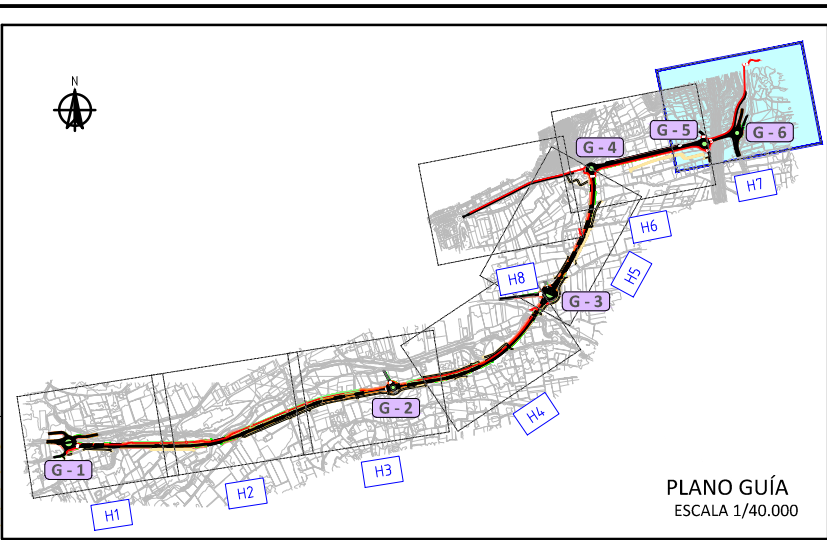 N
G - 4
G - 5
G - 6
H7
H6
H5
H8
G - 3
G - 2
H4
G - 1
H3
H2
H1
PLANO GUÍA
ESCALA 1/40.000